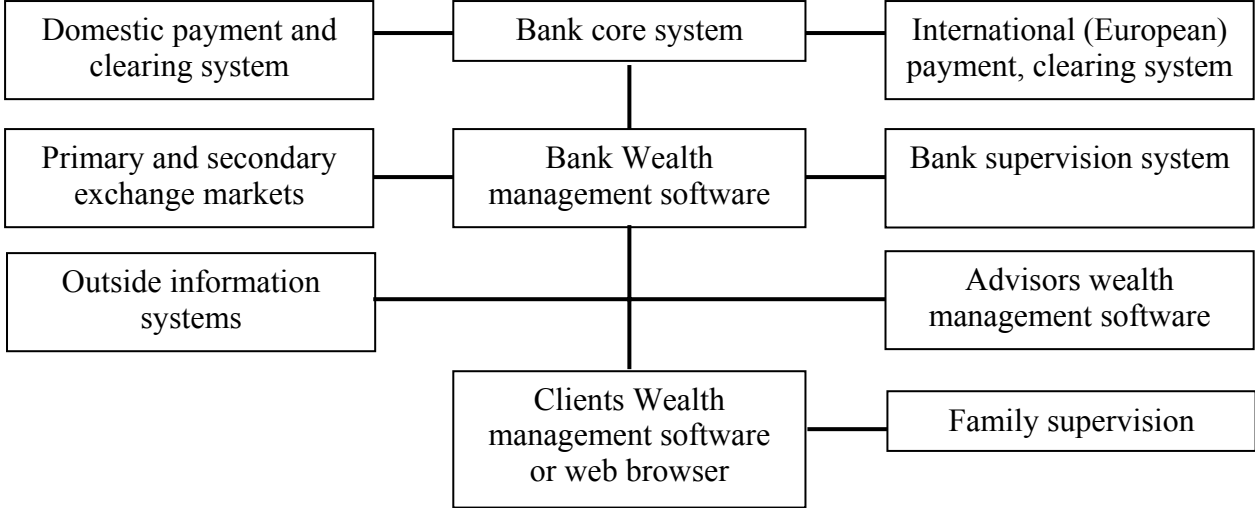 Domestic payment and
clearing system
Bank core system
International (European)
payment, clearing system
Primary and secondary
exchange markets
Bank Wealth
management software
Bank supervision system
Outside information
systems
Advisors wealth
management software
Clients Wealth
management software
or web browser
Family supervision